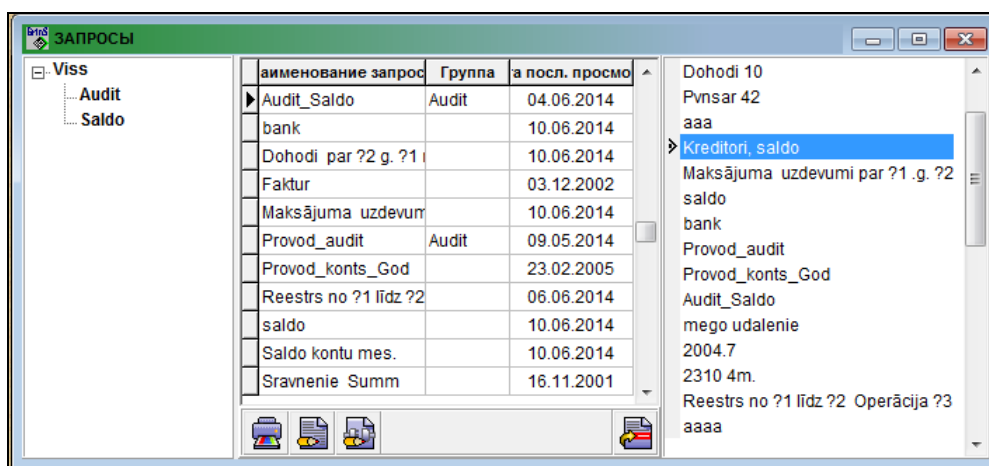 ЗАПРОСЫ
Viss
Audit
Saldo
аименование запрос Группа та посл. просмо
Audit_Saldo Audit 04.06.2014
bank 10.06.2014
Dohodi par ?2 g. ?1 10.06.2014
Faktur 03.12.2002
Maksājuma uzdevum 10.06.2014
Provod_audit Audit 09.05.2014
Provod_konts_God 23.02.2005
Reestrs no ?1 līdz ?2 06.06.2014
saldo 10.06.2014
Saldo kontu mes. 10.06.2014
Sravnenie Summ 16.11.2001
Dohodi 10
Pvnsar 42
aaa
Kreditori, saldo
Maksājuma uzdevumi par ?1 .g. ?2
saldo
bank
Provod_audit
Provod_konts_God
Audit_Saldo
mego udalenie
2004.7
2310 4m.
Reestrs no ?1 līdz ?2 Operācija ?3
aaaa